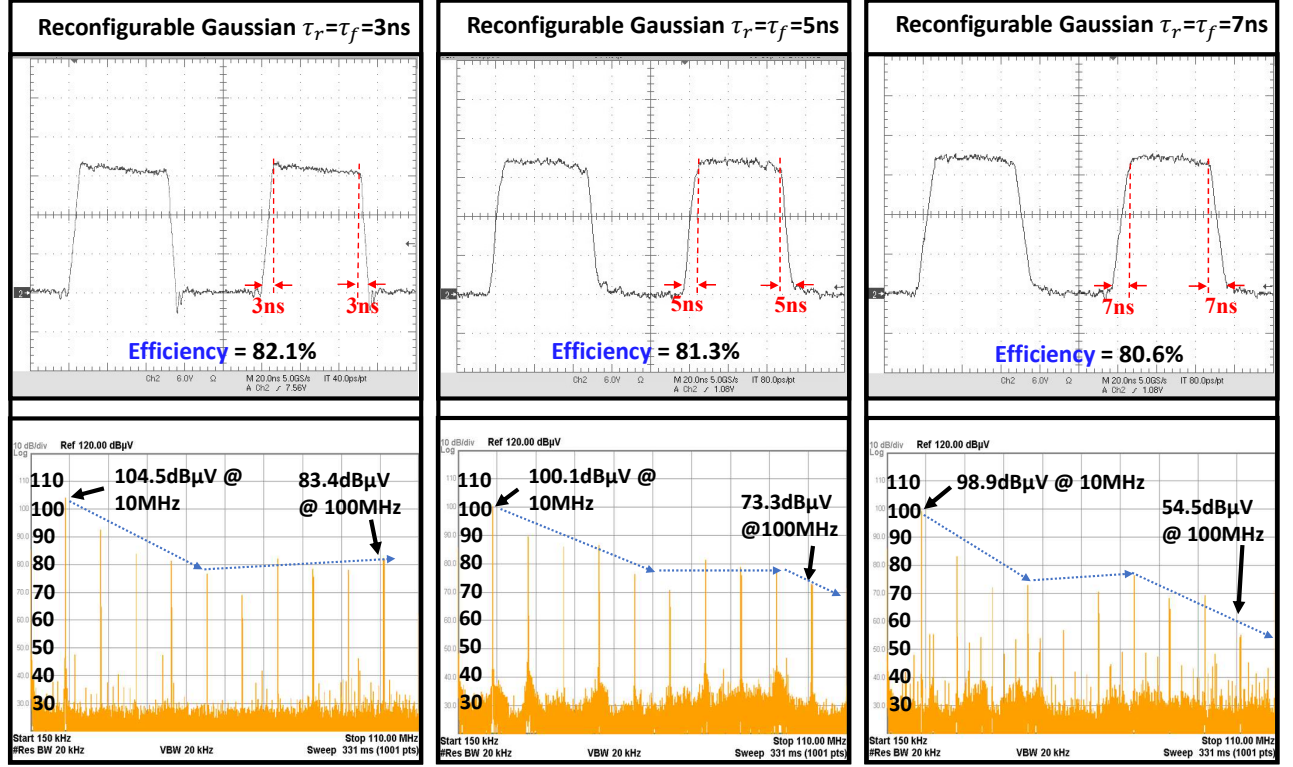 Reconfigurable Gaussian τr=τf=3ns
3ns 3ns
Efficiency = 82.1%
Ch2 6.0V Ω M 20.0ns 5.0GS/s IT 40.0ps/pt
A Ch2 / 7.56V
10 dB/div Ref 120.00 dBµV
Log
110
100
90
80
70
60
50
40
30
104.5dBµV @
10MHz
83.4dBµV
@ 100MHz
Start 150 kHz Stop 110.00 MHz
#Res BW 20 kHz VBW 20 kHz Sweep 331 ms (1001 pts)
Reconfigurable Gaussian τr=τf=5ns
5ns 5ns
Efficiency = 81.3%
Ch2 6.0V Ω M 20.0ns 5.0GS/s IT 80.0ps/pt
A Ch2 / 1.08V
10 dB/div Ref 120.00 dBµV
Log
110
100
90
80
70
60
50
40
30
100.1dBµV @
10MHz
73.3dBµV
@100MHz
Start 150 kHz Stop 110.00 MHz
#Res BW 20 kHz VBW 20 kHz Sweep 331 ms (1001 pts)
Reconfigurable Gaussian τr=τf=7ns
7ns 7ns
Efficiency = 80.6%
Ch2 6.0V Ω M 20.0ns 5.0GS/s IT 80.0ps/pt
A Ch2 / 1.08V
10 dB/div Ref 120.00 dBµV
Log
110
100
90
80
70
60
50
40
30
98.9dBµV @ 10MHz
54.5dBµV
@ 100MHz
Start 150 kHz Stop 110.00 MHz
#Res BW 20 kHz VBW 20 kHz Sweep 331 ms (1001 pts)